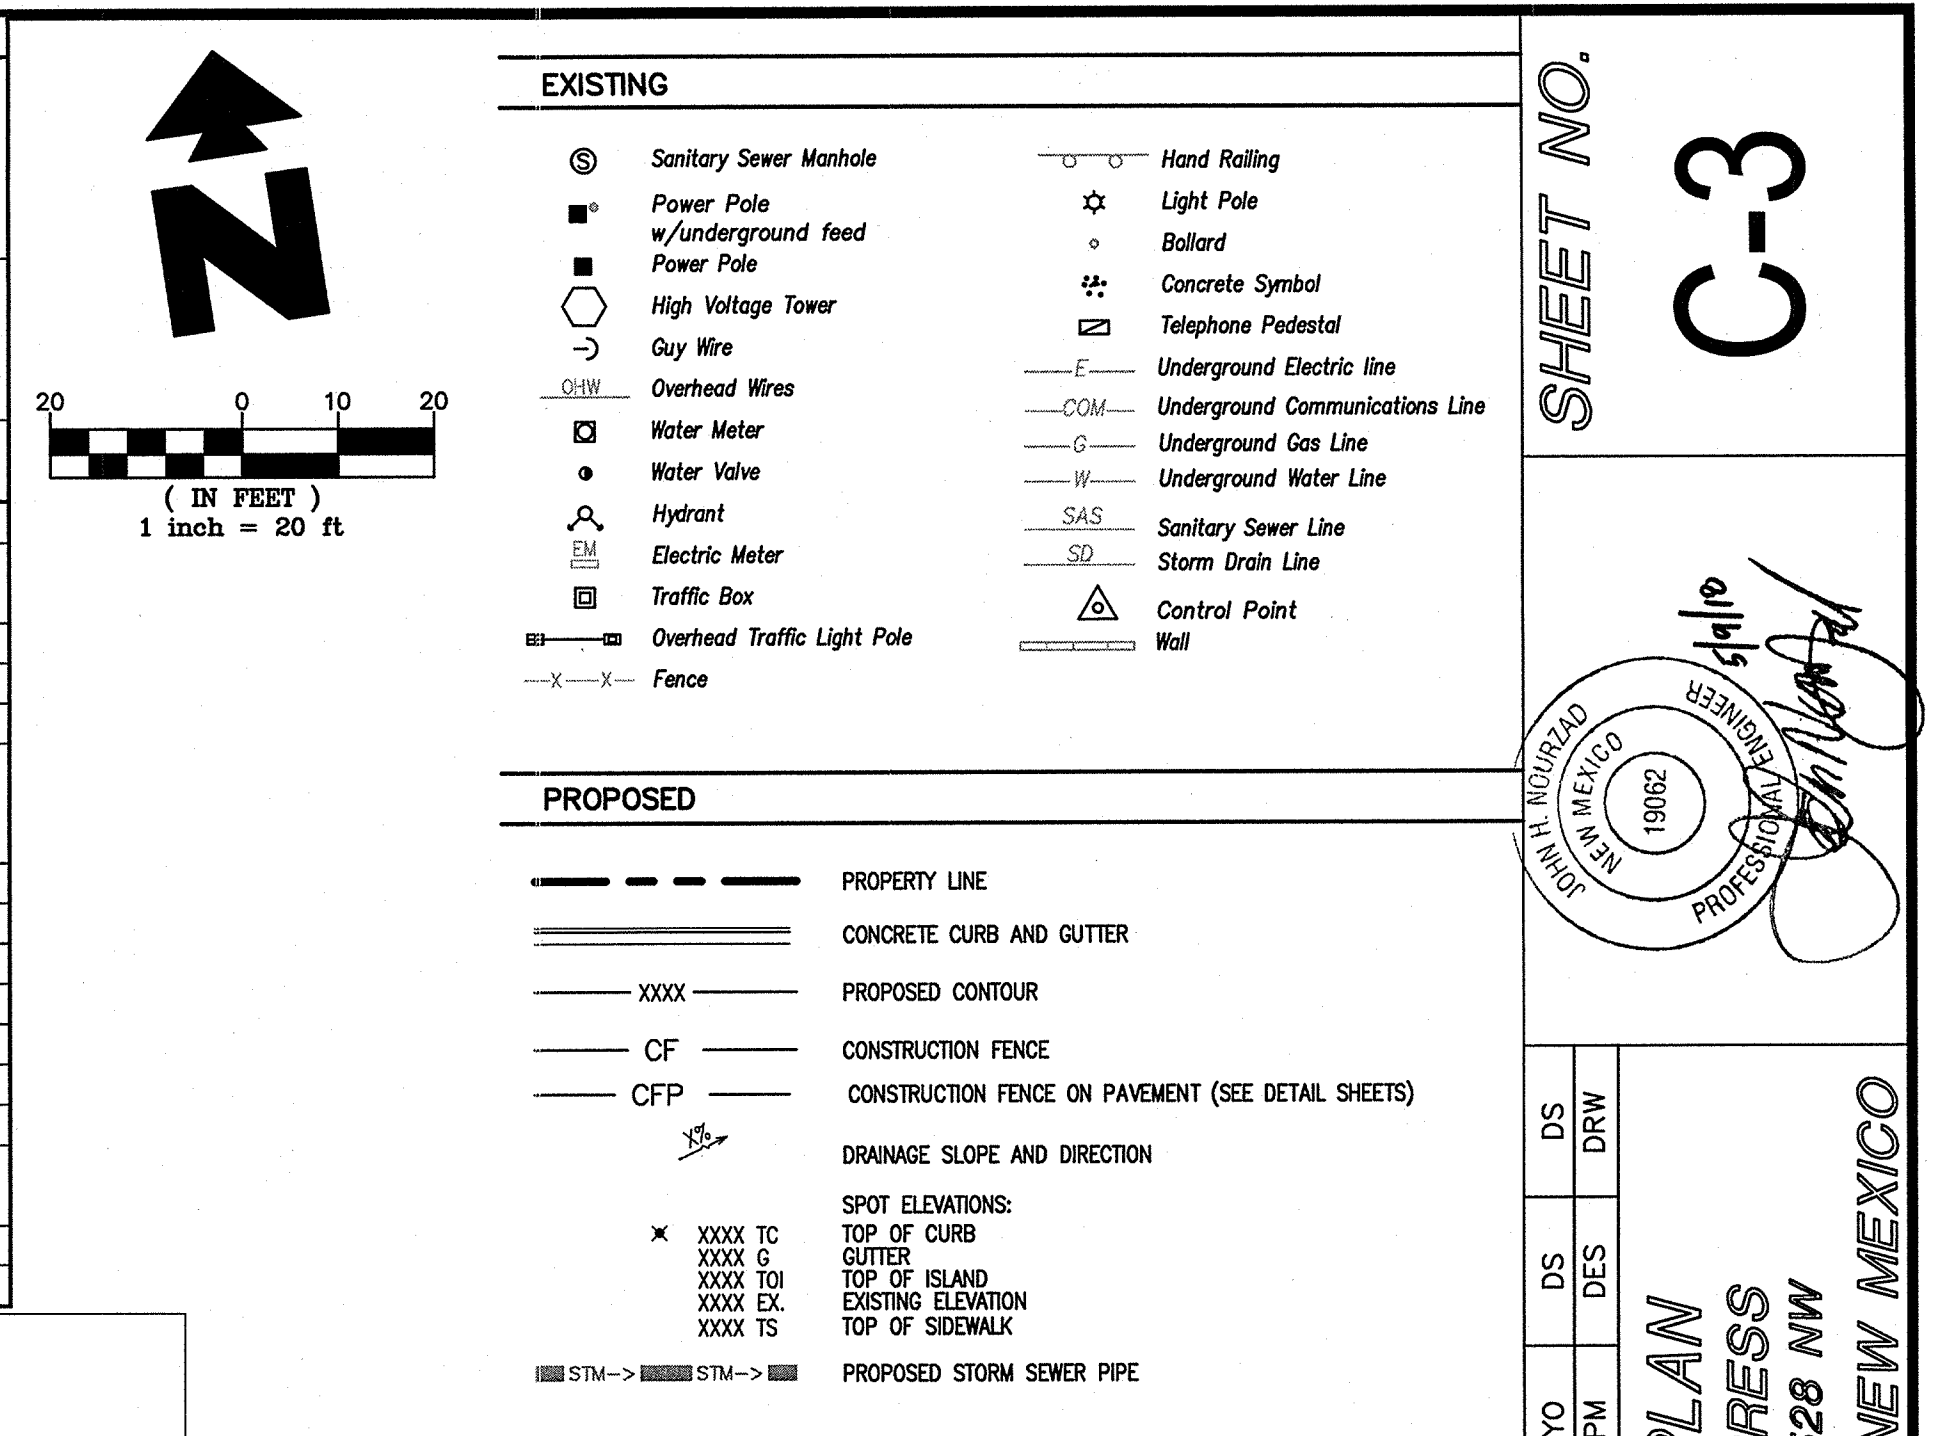 N
20 0 10 20
( IN FEET )
1 inch = 20 ft
EXISTING
S Sanitary Sewer Manhole
Power Pole
w/underground feed
Power Pole
High Voltage Tower
Guy Wire
OHW Overhead Wires
Water Meter
Water Valve
Hydrant
EM Electric Meter
Traffic Box
Overhead Traffic Light Pole
X X Fence
Hand Railing
Light Pole
Bollard
Concrete Symbol
Telephone Pedestal
E Underground Electric line
COM Underground Communications Line
G Underground Gas Line
W Underground Water Line
SAS Sanitary Sewer Line
SD Storm Drain Line
Control Point
Wall
PROPOSED
PROPERTY LINE
CONCRETE CURB AND GUTTER
XXXX PROPOSED CONTOUR
CF CONSTRUCTION FENCE
CFP CONSTRUCTION FENCE ON PAVEMENT (SEE DETAIL SHEETS)
X% DRAINAGE SLOPE AND DIRECTION
SPOT ELEVATIONS:
XXXX TC TOP OF CURB
XXXX G GUTTER
XXXX TOI TOP OF ISLAND
XXXX EX. EXISTING ELEVATION
XXXX TS TOP OF SIDEWALK
STM-> STM-> PROPOSED STORM SEWER PIPE
SHEET NO.
C-3
5/9/18
JOHN H. NOURZAD
NEW MEXICO
19062
PROFESSIONAL ENGINEER
DS
DRW
DS
DES
YO
PM
PLAN
RESS
528 NW
NEW MEXICO